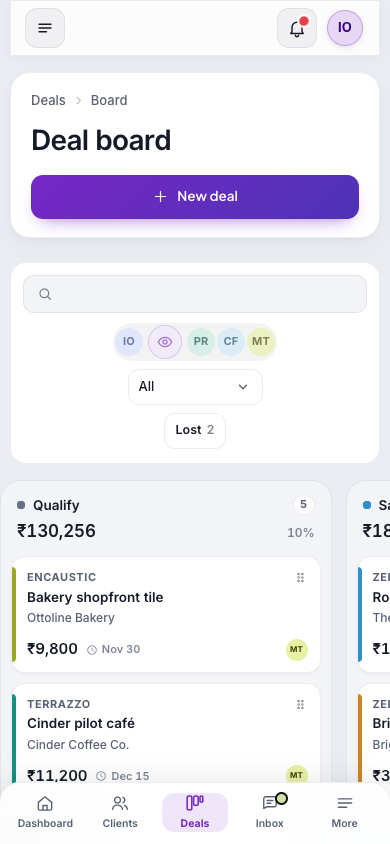 IO
Deals > Board
Deal board
+ New deal
IO PR CF MT
All
Lost 2
Qualify 5
₹130,256 10%
ENCAUSTIC
Bakery shopfront tile
Ottoline Bakery
₹9,800 Nov 30 MT
TERRAZZO
Cinder pilot café
Cinder Coffee Co.
₹11,200 Dec 15 MT
Dashboard Clients Deals Inbox More